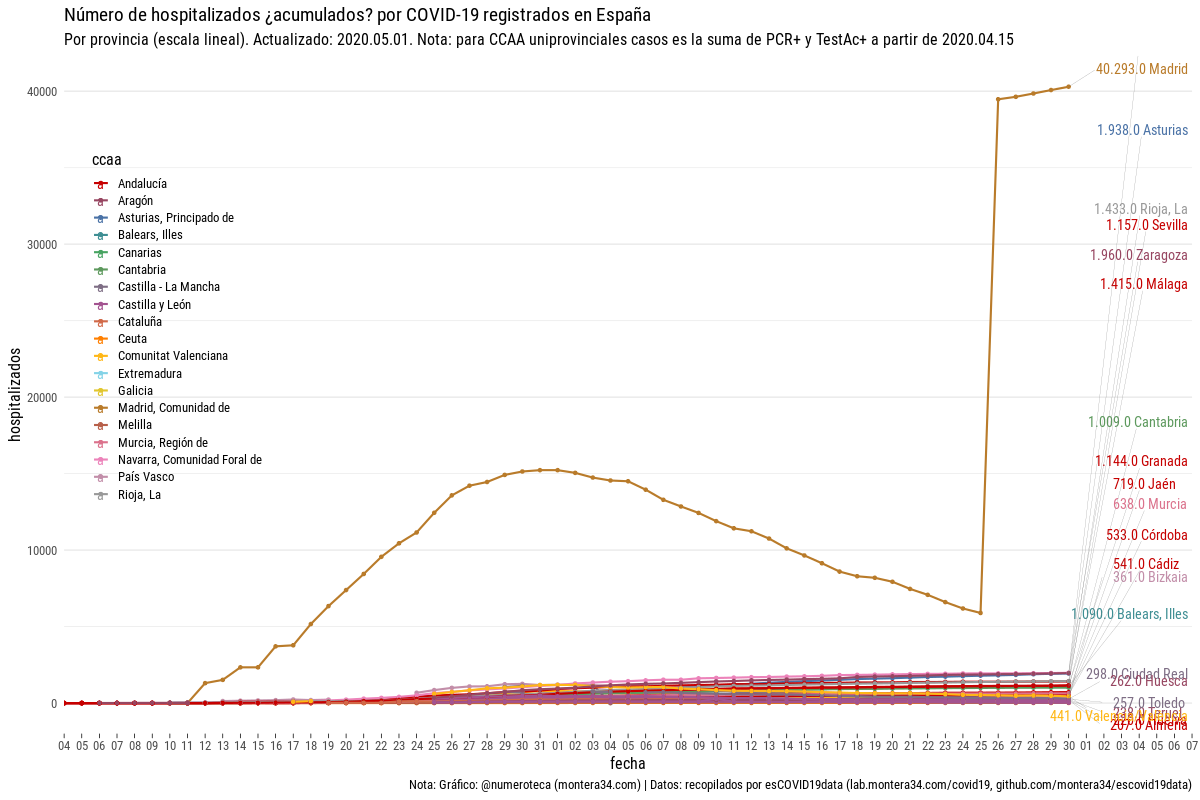 Número de hospitalizados ¿acumulados? por COVID-19 registrados en España
Por provincia (escala lineal). Actualizado: 2020.05.01. Nota: para CCAA uniprovinciales casos es la suma de PCR+ y TestAc+ a partir de 2020.04.15
hospitalizados
40000
30000
20000
10000
0
ccaa
Andalucía
Aragón
Asturias, Principado de
Balears, Illes
Canarias
Cantabria
Castilla - La Mancha
Castilla y León
Cataluña
Ceuta
Comunitat Valenciana
Extremadura
Galicia
Madrid, Comunidad de
Melilla
Murcia, Región de
Navarra, Comunidad Foral de
País Vasco
Rioja, La
40.293.0 Madrid
1.938.0 Asturias
1.433.0 Rioja, La
1.157.0 Sevilla
1.960.0 Zaragoza
1.415.0 Málaga
1.009.0 Cantabria
1.144.0 Granada
719.0 Jaén
638.0 Murcia
533.0 Córdoba
541.0 Cádiz
361.0 Bizkaia
1.090.0 Balears, Illes
298.0 Ciudad Real
262.0 Huesca
257.0 Toledo
441.0
207.0 Almería
04 05 06 07 08 09 10 11 12 13 14 15 16 17 18 19 20 21 22 23 24 25 26 27 28 29 30 31 01 02 03 04 05 06 07 08 09 10 11 12 13 14 15 16 17 18 19 20 21 22 23 24 25 26 27 28 29 30 01 02 03 04 05 06 07
fecha
Nota: Gráfico: @numeroteca (montera34.com) | Datos: recopilados por esCOVID19data (lab.montera34.com/covid19, github.com/montera34/escovid19data)